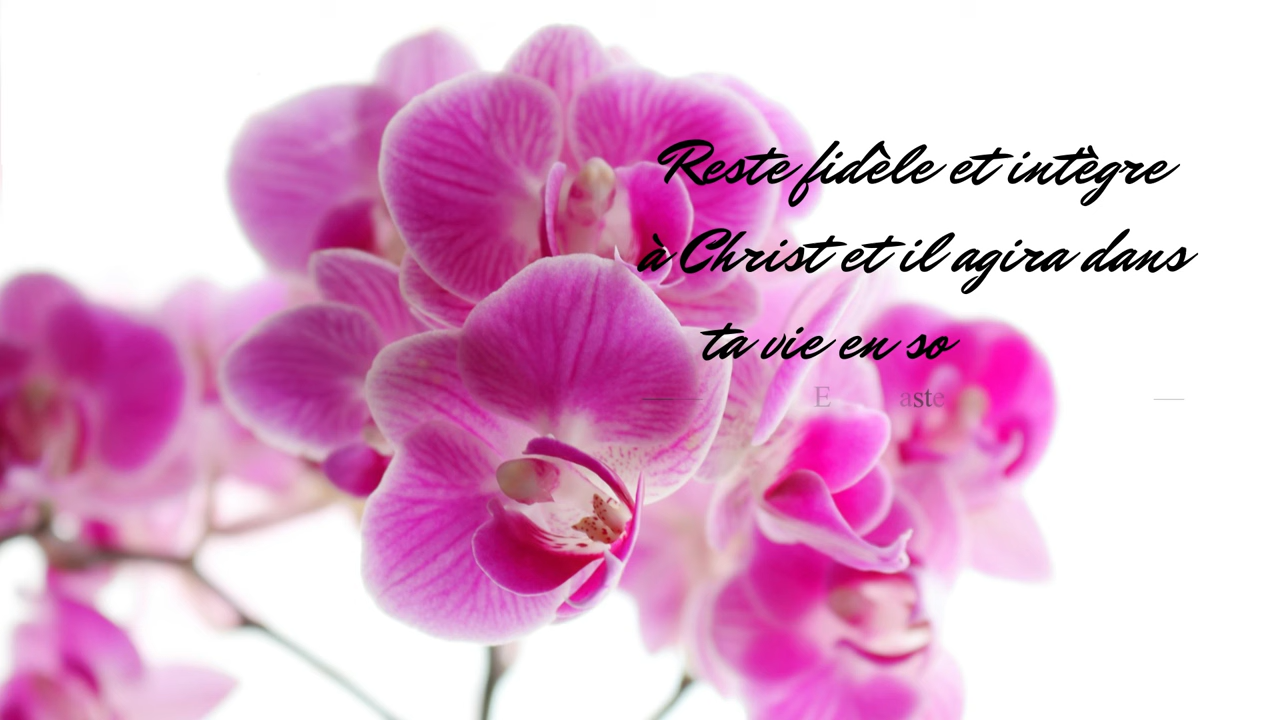 Reste fidèle et intègre
à Christ et il agira dans
ta vie en so